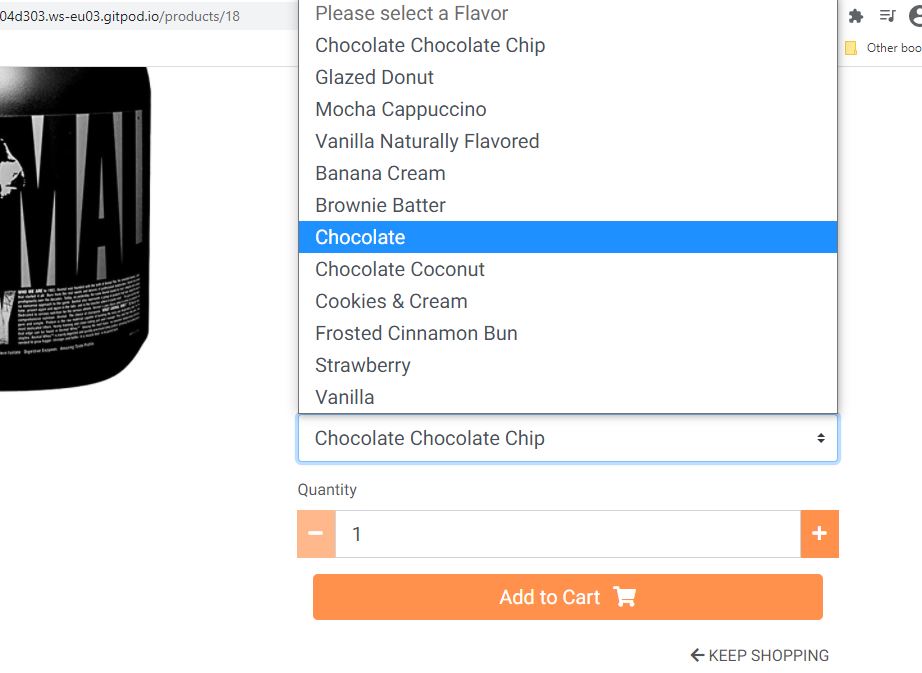 04d303.ws-eu03.gitpod.io/products/18
Other boo
Please select a Flavor
Chocolate Chocolate Chip
Glazed Donut
Mocha Cappuccino
Vanilla Naturally Flavored
Banana Cream
Brownie Batter
Chocolate
Chocolate Coconut
Cookies & Cream
Frosted Cinnamon Bun
Strawberry
Vanilla
MAL
Chocolate Chocolate Chip
Quantity
1
Add to Cart
KEEP SHOPPING